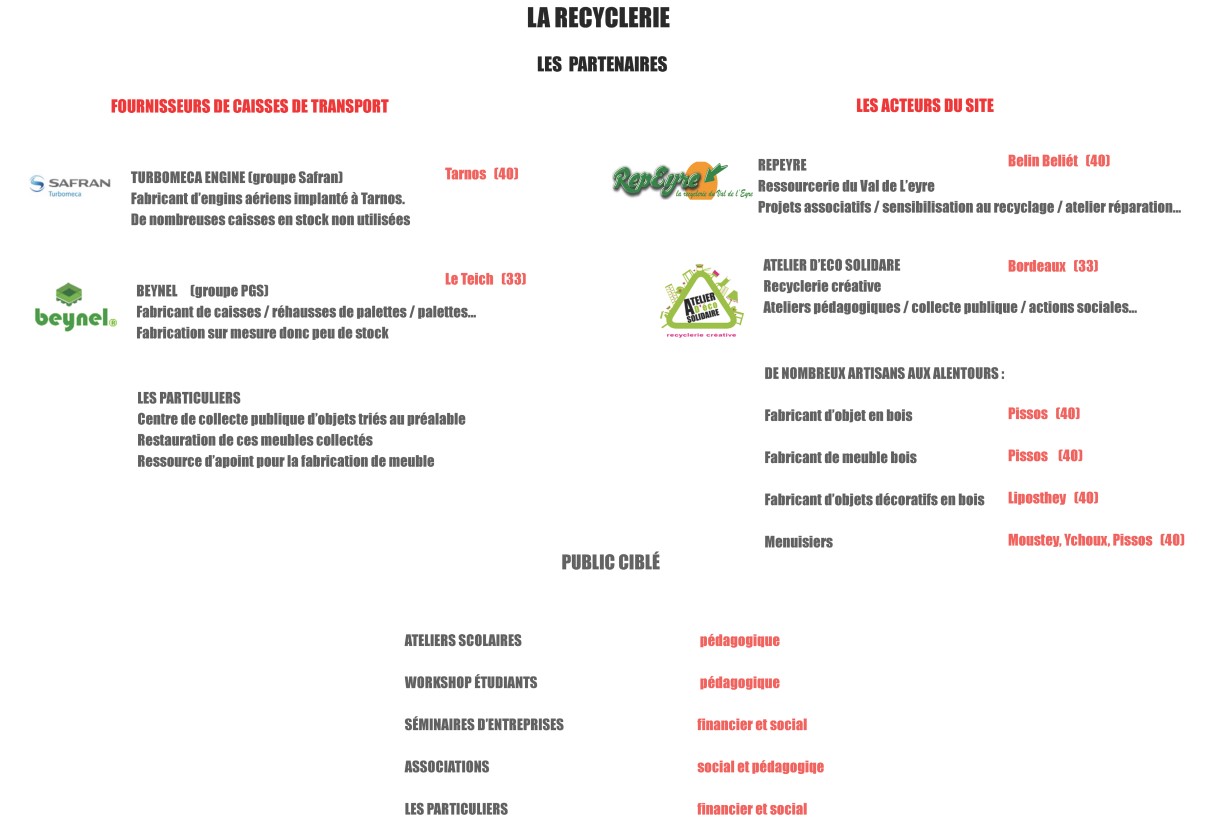 LA RECYCLERIE
LES PARTENAIRES
FOURNISSEURS DE CAISSES DE TRANSPORT
SAFRAN
Turbomeca
TURBOMECA ENGINE (groupe Safran)
Tarnos (40)
Fabricant d'engins aériens implanté à Tarnos.
De nombreuses caisses en stock non utilisées
beynel®
BEYNEL (groupe PGS)
Le Teich (33)
Fabricant de caisses / réhausses de palettes / palettes...
Fabrication sur mesure donc peu de stock
LES PARTICULIERS
Centre de collecte publique d'objets triés au préalable
Restauration de ces meubles collectés
Ressource d'apoint pour la fabrication de meuble
LES ACTEURS DU SITE
RepEyre
la recyclerie du Val de l'Eyre
REPEYRE
Belin Beliét (40)
Ressourcerie du Val de L'eyre
Projets associatifs / sensibilisation au recyclage / atelier réparation...
ATELIER
D'éco
SOLIDAIRE
recyclerie créative
ATELIER D'ECO SOLIDARE
Bordeaux (33)
Recyclerie créative
Ateliers pédagogiques / collecte publique / actions sociales...
DE NOMBREUX ARTISANS AUX ALENTOURS :
Fabricant d'objet en bois Pissos (40)
Fabricant de meuble bois Pissos (40)
Fabricant d'objets décoratifs en bois Liposthey (40)
Menuisiers Moustey, Ychoux, Pissos (40)
PUBLIC CIBLÉ
ATELIERS SCOLAIRES pédagogique
WORKSHOP ÉTUDIANTS pédagogique
SÉMINAIRES D'ENTREPRISES financier et social
ASSOCIATIONS social et pédagogiqe
LES PARTICULIERS financier et social